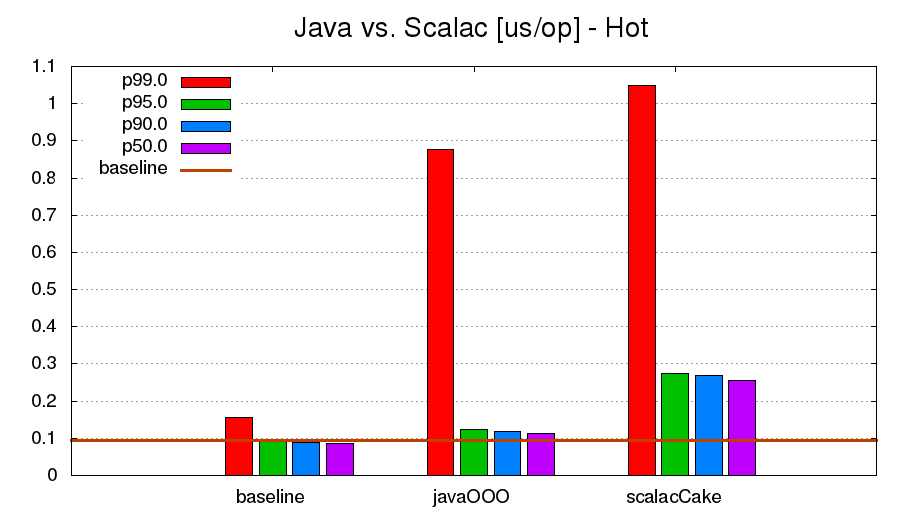 Java vs. Scalac [us/op] - Hot
1.1
1
0.9
0.8
0.7
0.6
0.5
0.4
0.3
0.2
0.1
0
p99.0
p95.0
p90.0
p50.0
baseline
baseline javaOOO scalacCake